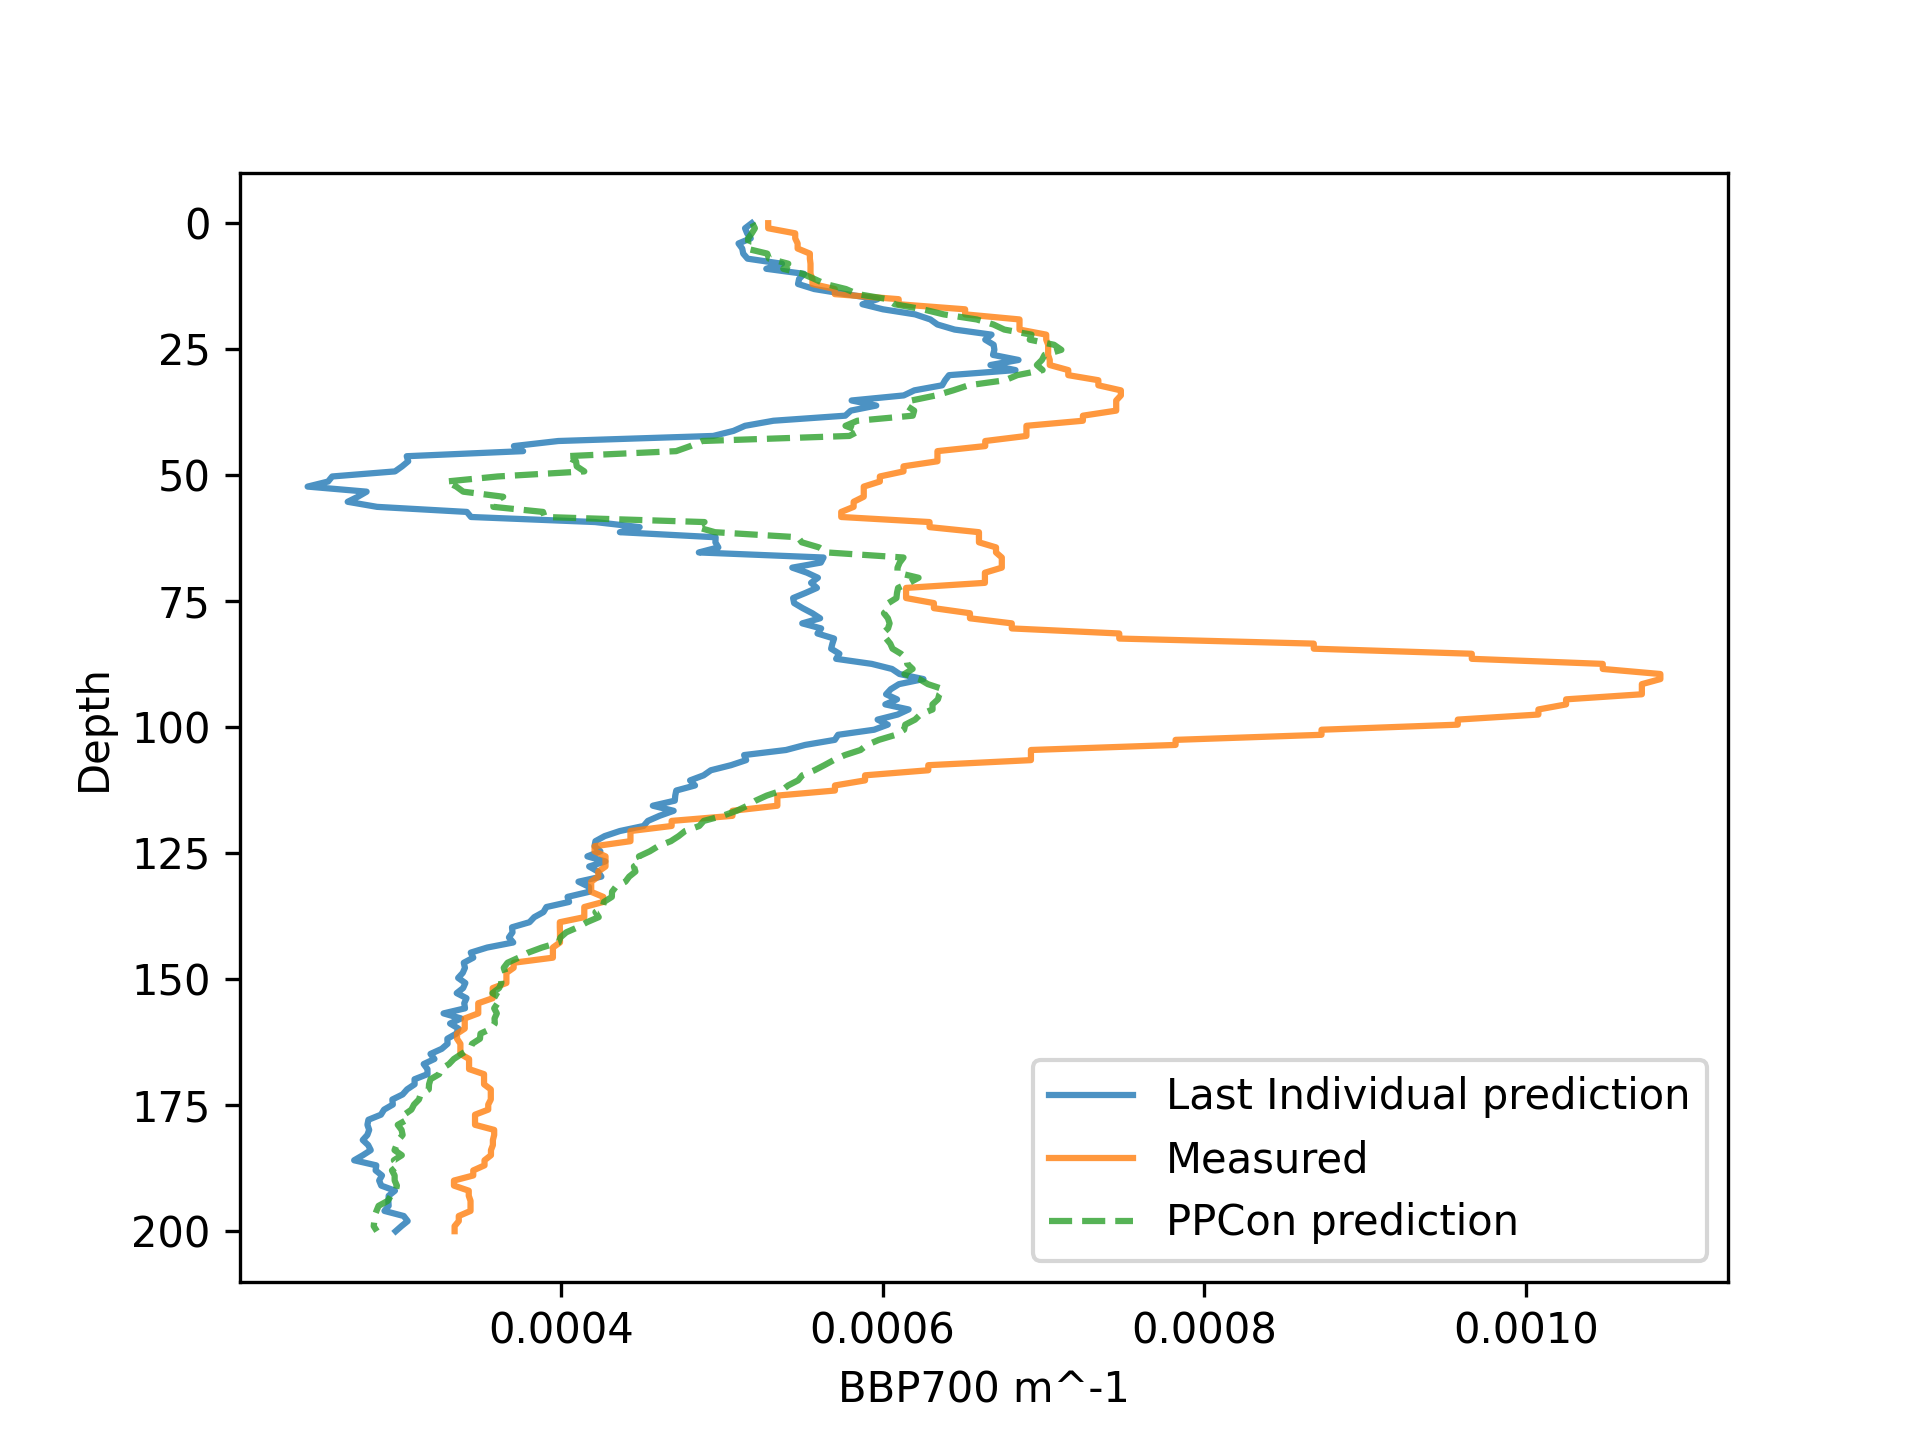 0
25
50
75
100
125
150
175
200
Depth
0.0004
0.0006
0.0008
0.0010
BBP700 m^-1
Last Individual prediction
Measured
PPCon prediction